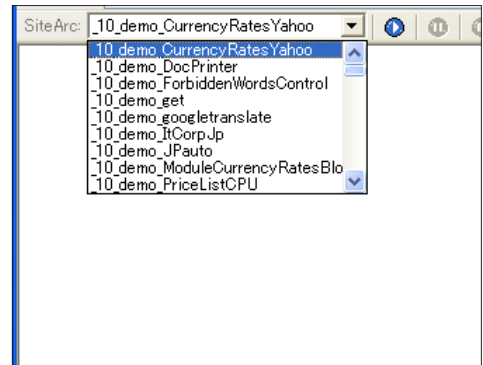 SiteArc: _10_demo_CurrencyRatesYahoo
_10_demo_CurrencyRatesYahoo
_10_demo_DocPrinter
_10_demo_ForbiddenWordsControl
_10_demo_get
_10_demo_googletranslate
_10_demo_ItCorpJp
_10_demo_JPauto
_10_demo_ModuleCurrencyRatesBlo
_10_demo_PriceListCPU